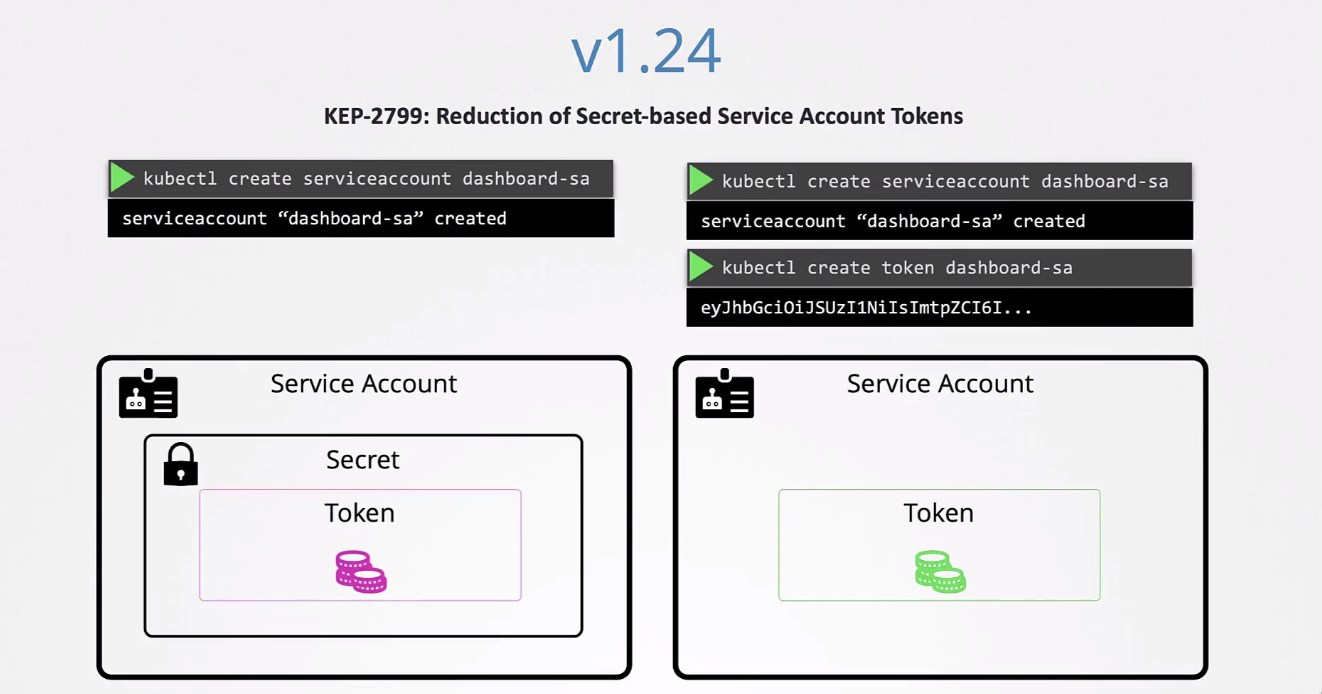 v1.24
KEP-2799: Reduction of Secret-based Service Account Tokens
kubectl create serviceaccount dashboard-sa
serviceaccount “dashboard-sa” created
kubectl create serviceaccount dashboard-sa
serviceaccount “dashboard-sa” created
kubectl create token dashboard-sa
eyJhbGciOiJSUzI1NiIsImtpZCI6I...
Service Account
Secret
Token
Service Account
Token